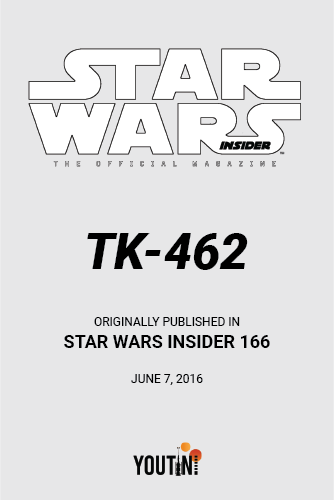 STAR
WARS
INSIDER
THE OFFICIAL MAGAZINE
TK-462
ORIGINALLY PUBLISHED IN
STAR WARS INSIDER 166
JUNE 7, 2016
YOUTINI